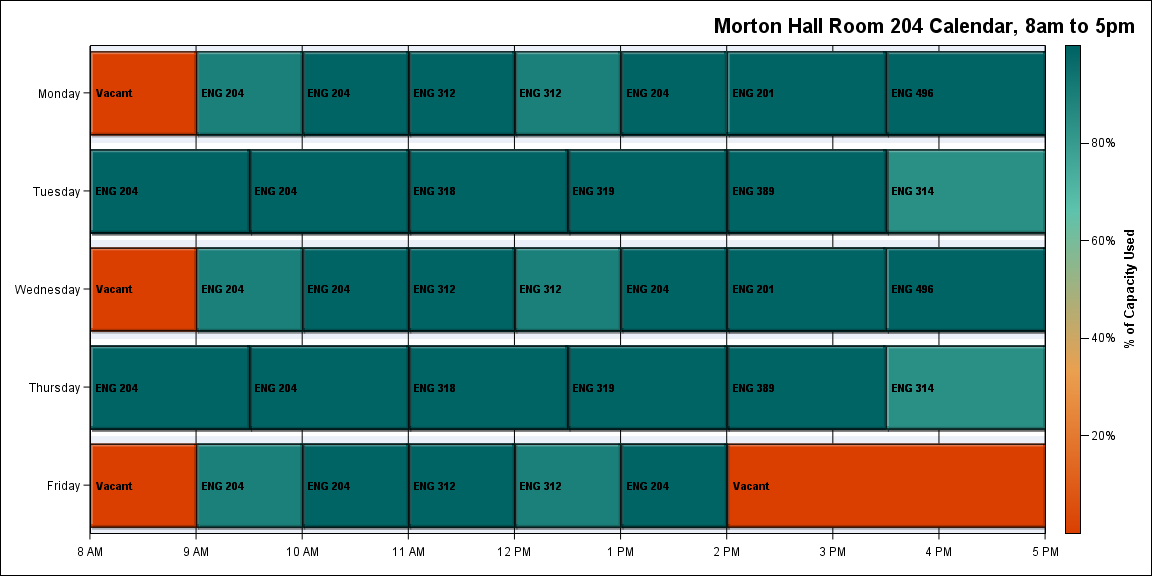 Morton Hall Room 204 Calendar, 8am to 5pm
Monday
Vacant
ENG 204
ENG 204
ENG 312
ENG 312
ENG 204
ENG 201
ENG 496
Tuesday
ENG 204
ENG 204
ENG 318
ENG 319
ENG 389
ENG 314
Wednesday
Vacant
ENG 204
ENG 204
ENG 312
ENG 312
ENG 204
ENG 201
ENG 496
Thursday
ENG 204
ENG 204
ENG 318
ENG 319
ENG 389
ENG 314
Friday
Vacant
ENG 204
ENG 204
ENG 312
ENG 312
ENG 204
Vacant
8 AM
9 AM
10 AM
11 AM
12 PM
1 PM
2 PM
3 PM
4 PM
5 PM
80%
60%
40%
20%
% of Capacity Used